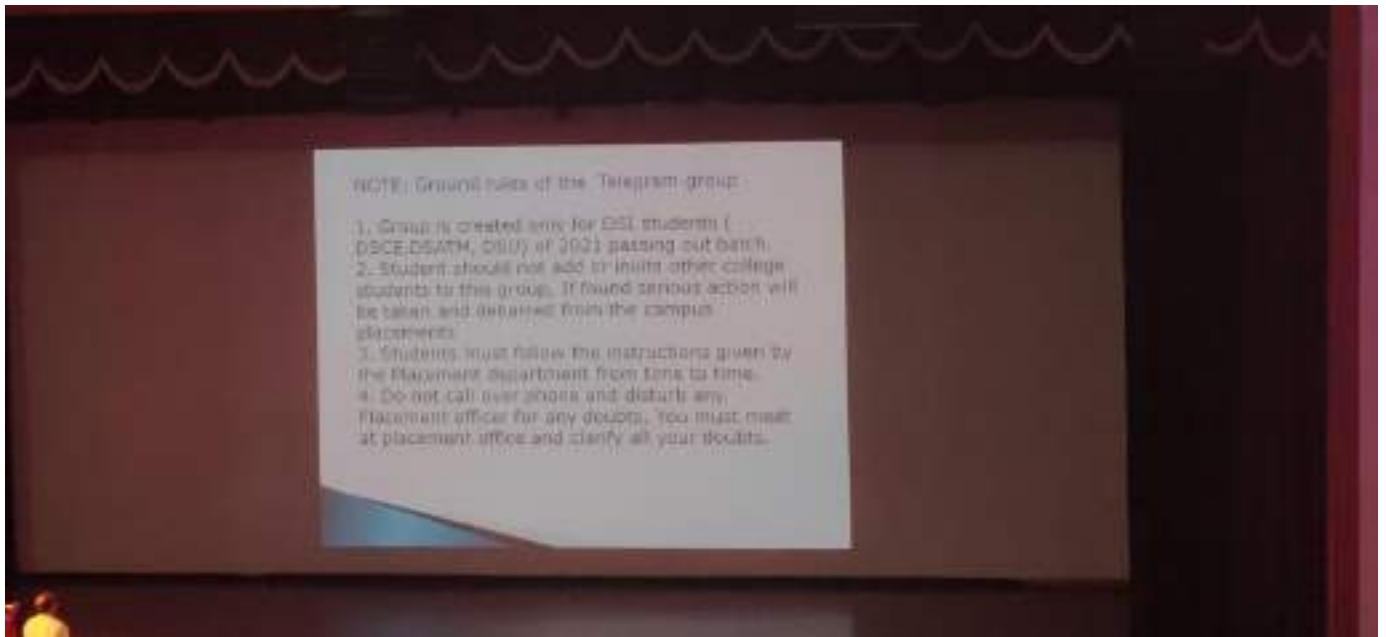 NOTE: Ground rules of the Telegram group
1. Group is created only for DSI students (
DSCE,DSATM, DSU) of 2021 passing out batch.
2. Student should not add or invite other college
students to this group. If found serious action will
be taken and debarred from the campus
placements
3. Students must follow the instructions given by
the Placement department from time to time.
4. Do not call over phone and disturb any
Placement officer for any doubts. You must meet
at placement office and clarify all your doubts.